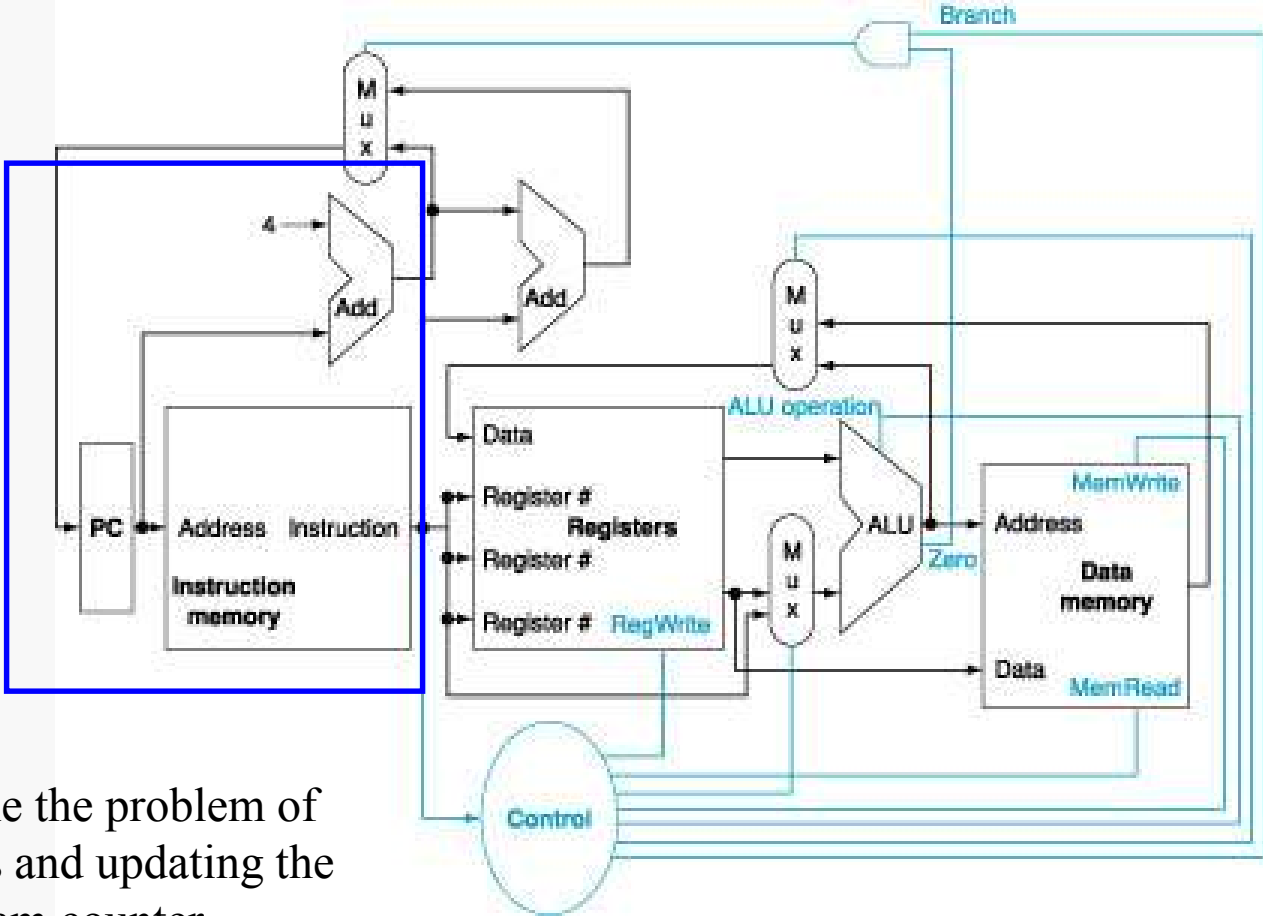 Branch
M
u
x
4
Add
Add
M
u
x
ALU operation
Data
Register #
Registers
Register #
Register # RegWrite
PC
Address Instruction
Instruction
memory
M
u
x
ALU
Zero
MemWrite
Address
Data
memory
Data
MemRead
Control
the problem of
and updating the
counter